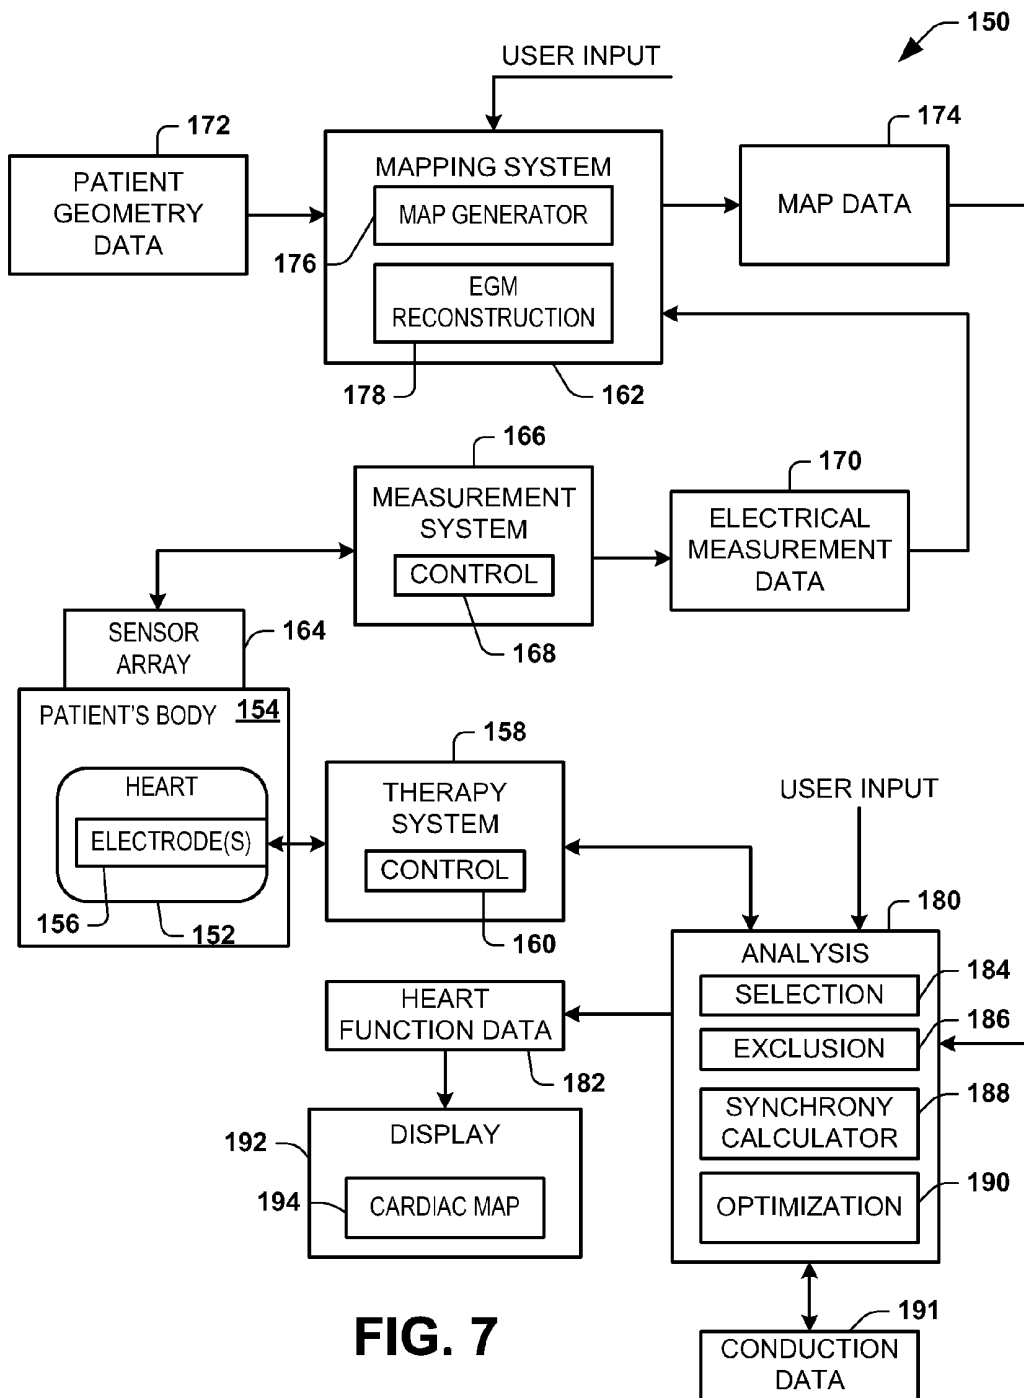 150
USER INPUT
172
PATIENT
GEOMETRY
DATA
MAPPING SYSTEM
MAP GENERATOR
176
EGM
RECONSTRUCTION
178
162
174
MAP DATA
166
MEASUREMENT
SYSTEM
CONTROL
168
170
ELECTRICAL
MEASUREMENT
DATA
SENSOR
ARRAY
164
PATIENT'S BODY 154
HEART
ELECTRODE(S)
156
152
158
THERAPY
SYSTEM
CONTROL
160
USER INPUT
180
ANALYSIS
SELECTION
184
EXCLUSION
186
SYNCHRONY
CALCULATOR
188
OPTIMIZATION
190
HEART
FUNCTION DATA
182
192
DISPLAY
194
CARDIAC MAP
191
CONDUCTION
DATA
FIG. 7